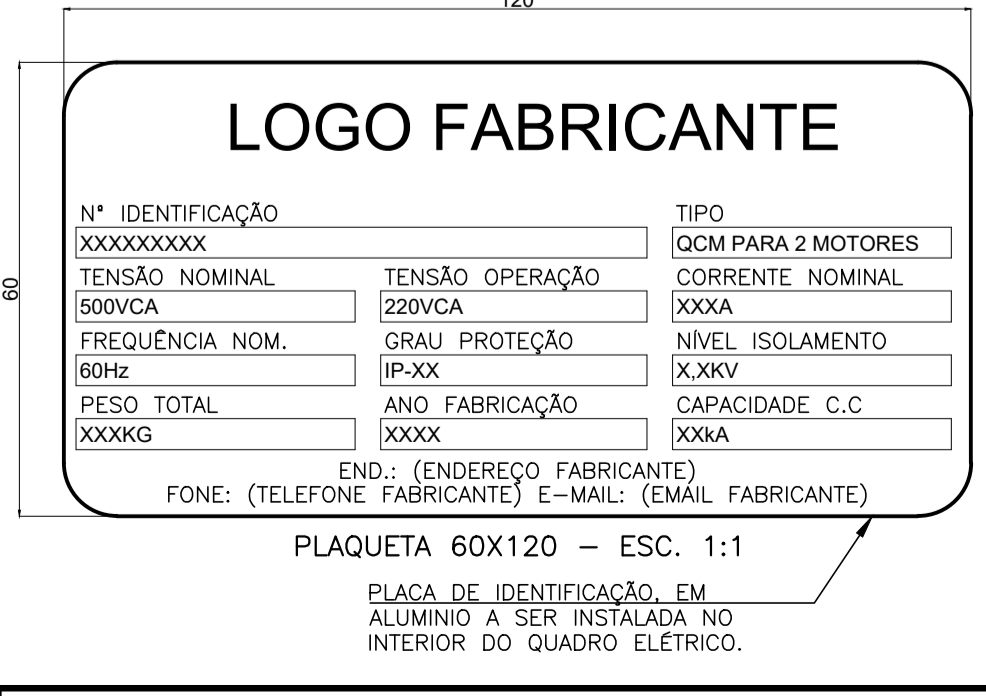 120
60
LOGO FABRICANTE
Nª IDENTIFICAÇÃO TIPO
XXXXXXXXX QCM PARA 2 MOTORES
TENSÃO NOMINAL TENSÃO OPERAÇÃO CORRENTE NOMINAL
500VCA 220VCA XXXA
FREQUÊNCIA NOM. GRAU PROTEÇÃO NÍVEL ISOLAMENTO
60Hz IP-XX X,XKV
PESO TOTAL ANO FABRICAÇÃO CAPACIDADE C.C
XXXKG XXXX XXkA
END.: (ENDEREÇO FABRICANTE)
FONE: (TELEFONE FABRICANTE) E-MAIL: (EMAIL FABRICANTE)
PLAQUETA 60X120 – ESC. 1:1
PLACA DE IDENTIFICAÇÃO, EM
ALUMINIO A SER INSTALADA NO
INTERIOR DO QUADRO ELÉTRICO.